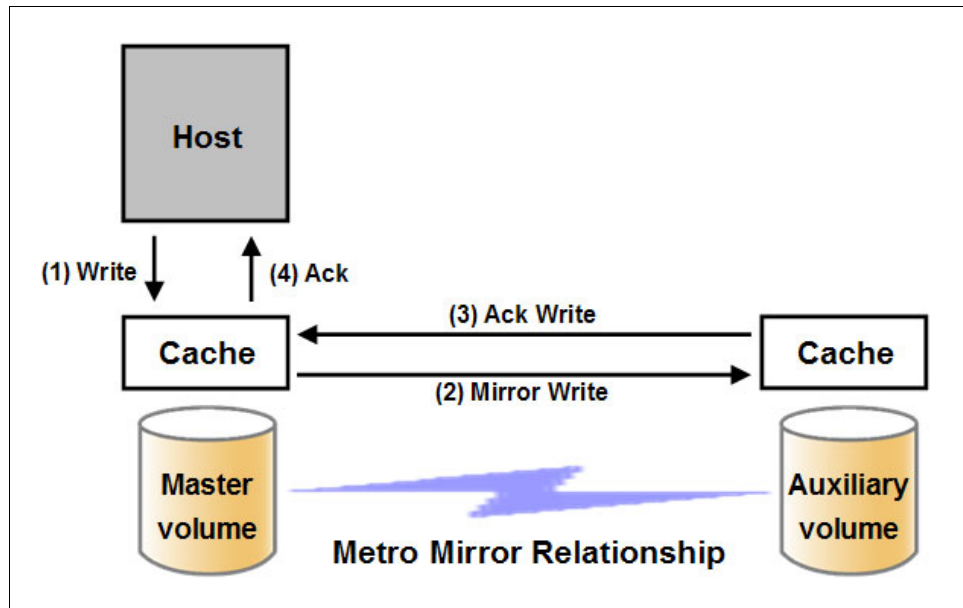 Host
(1) Write
(4) Ack
(3) Ack Write
Cache
Cache
(2) Mirror Write
Master
volume
Auxiliary
volume
Metro Mirror Relationship